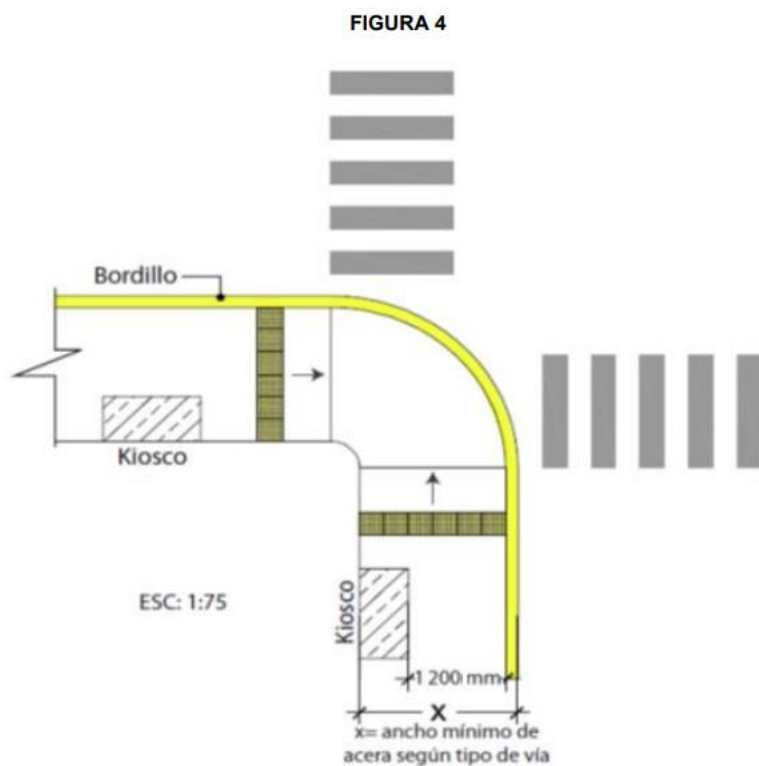 FIGURA 4
Bordillo
Kiosco
ESC: 1:75
Kiosco
1 200 mm
X
x= ancho mínimo de
acera según tipo de vía